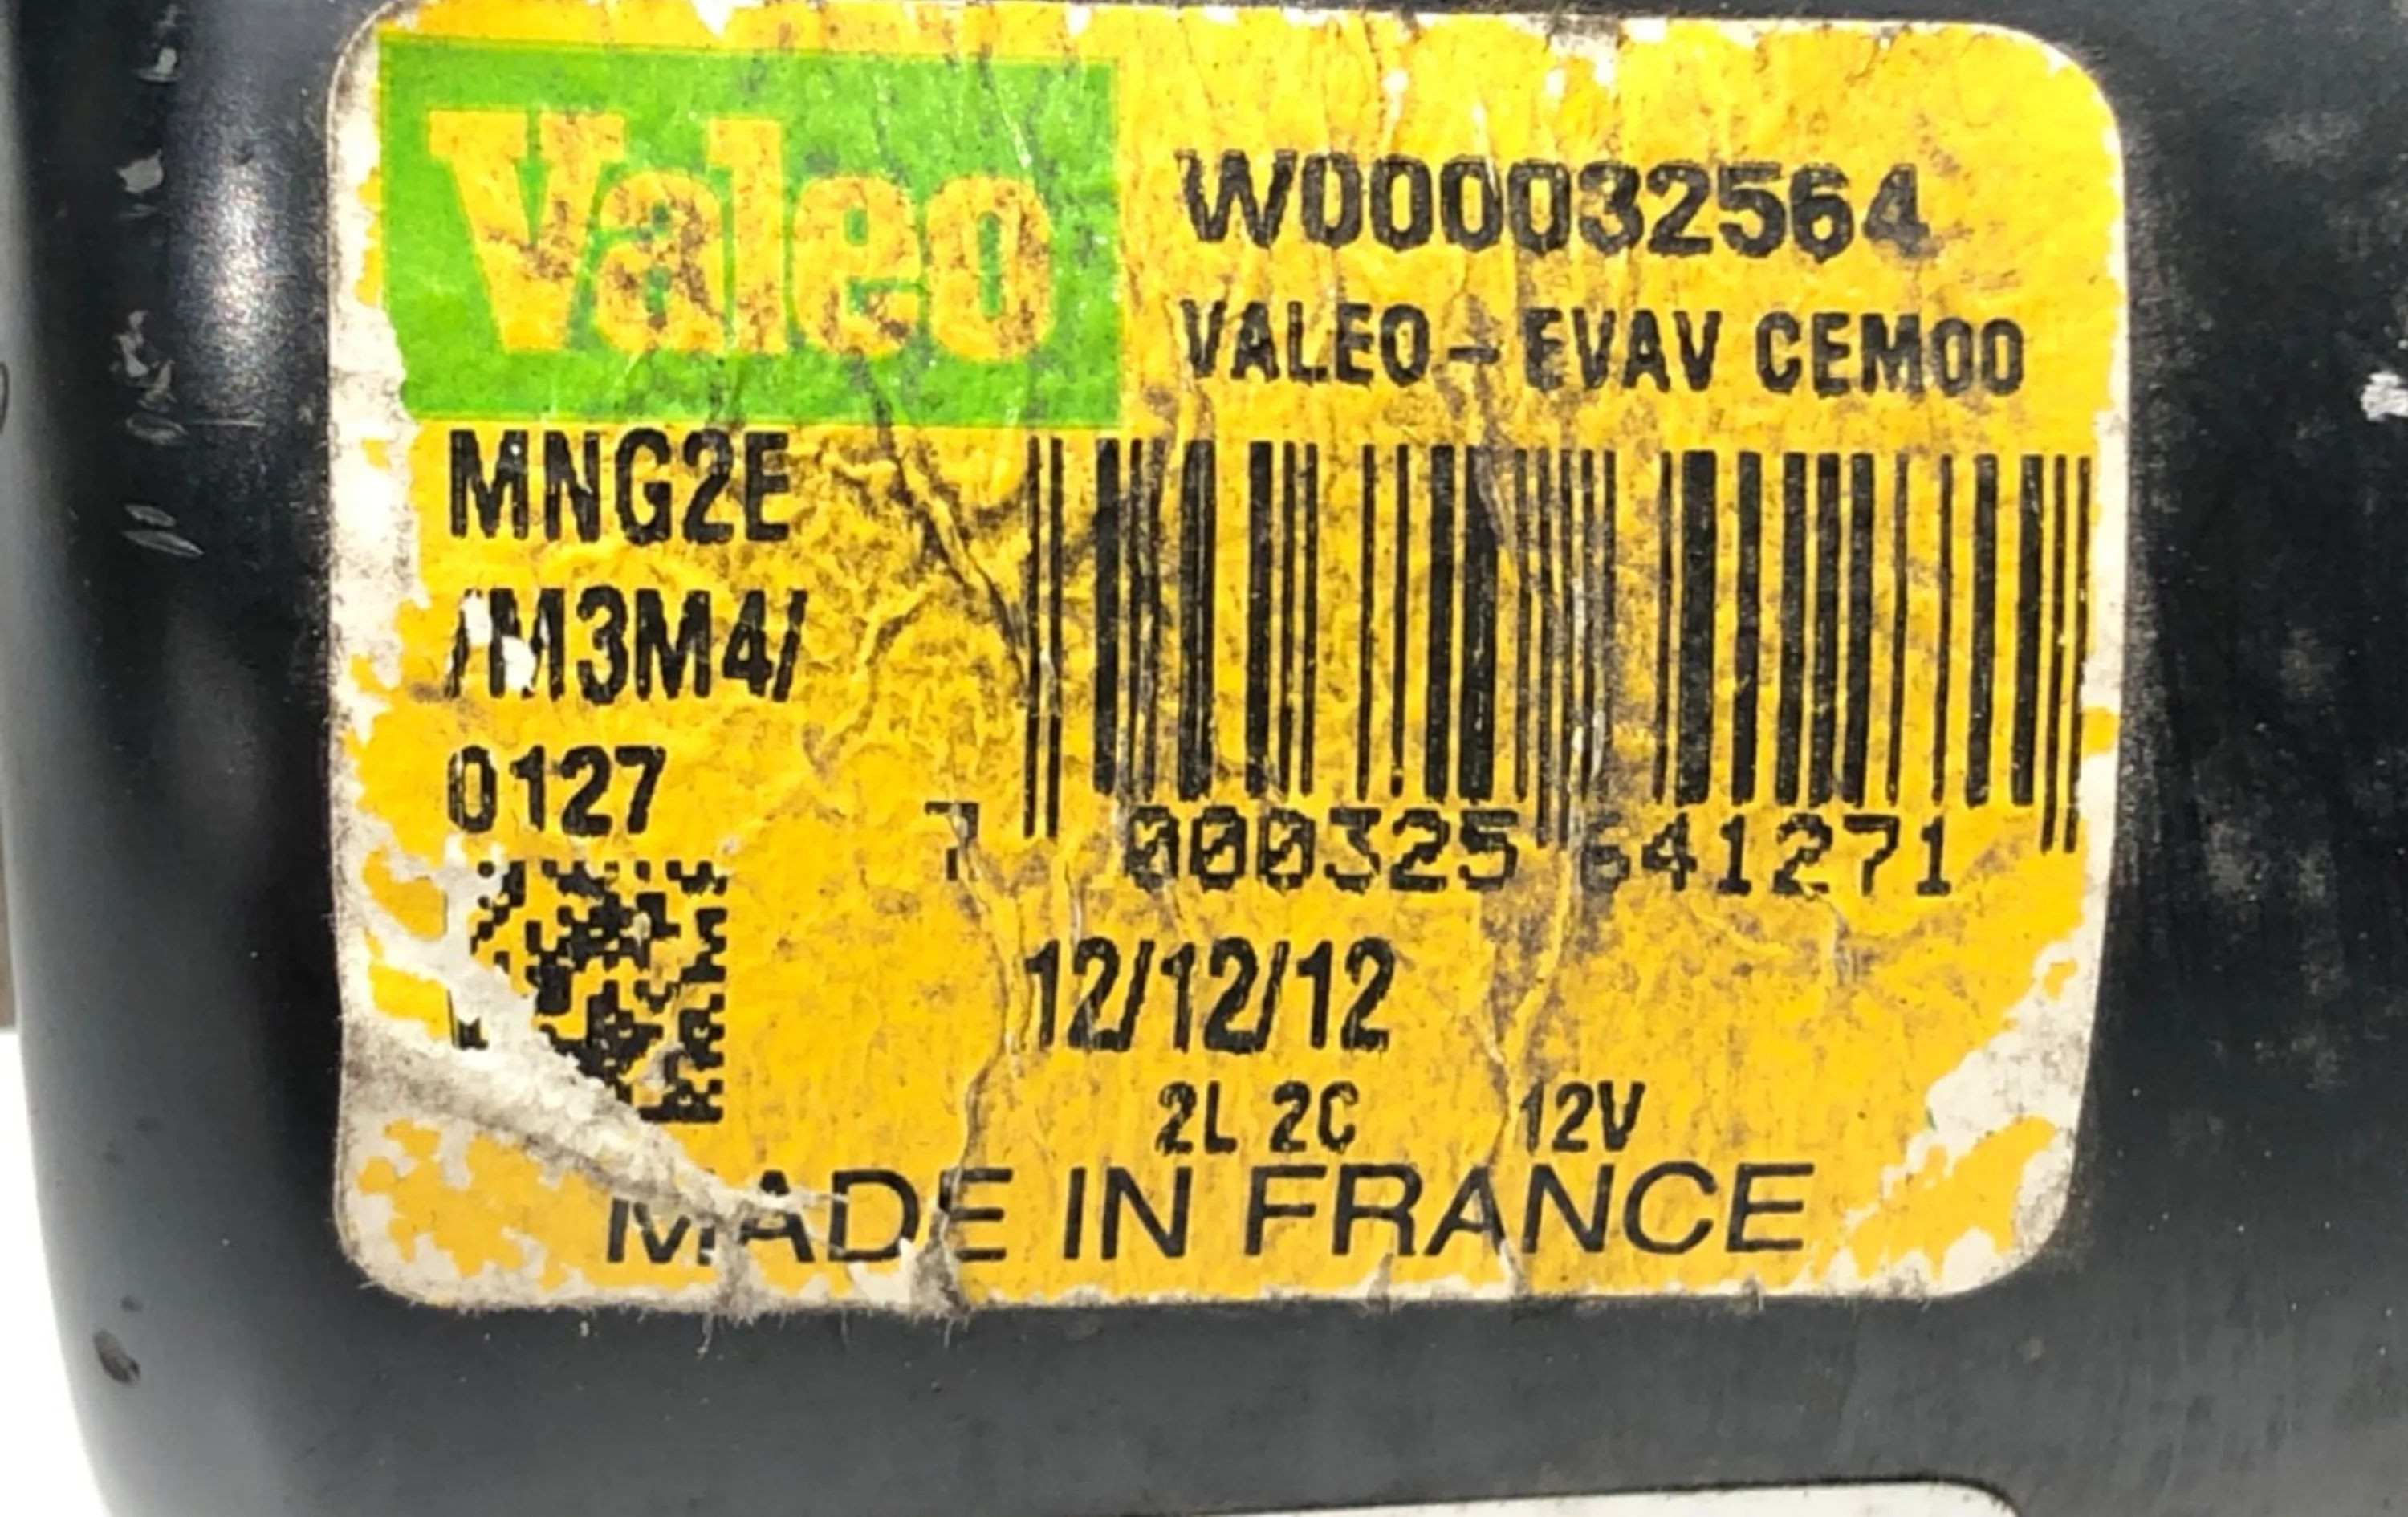 Valeo
W000032564
VALEO - EVAV CEM00
MNG2E
/M3M4/
0127
7 000325 641271
12/12/12
2L 2C 12V
MADE IN FRANCE